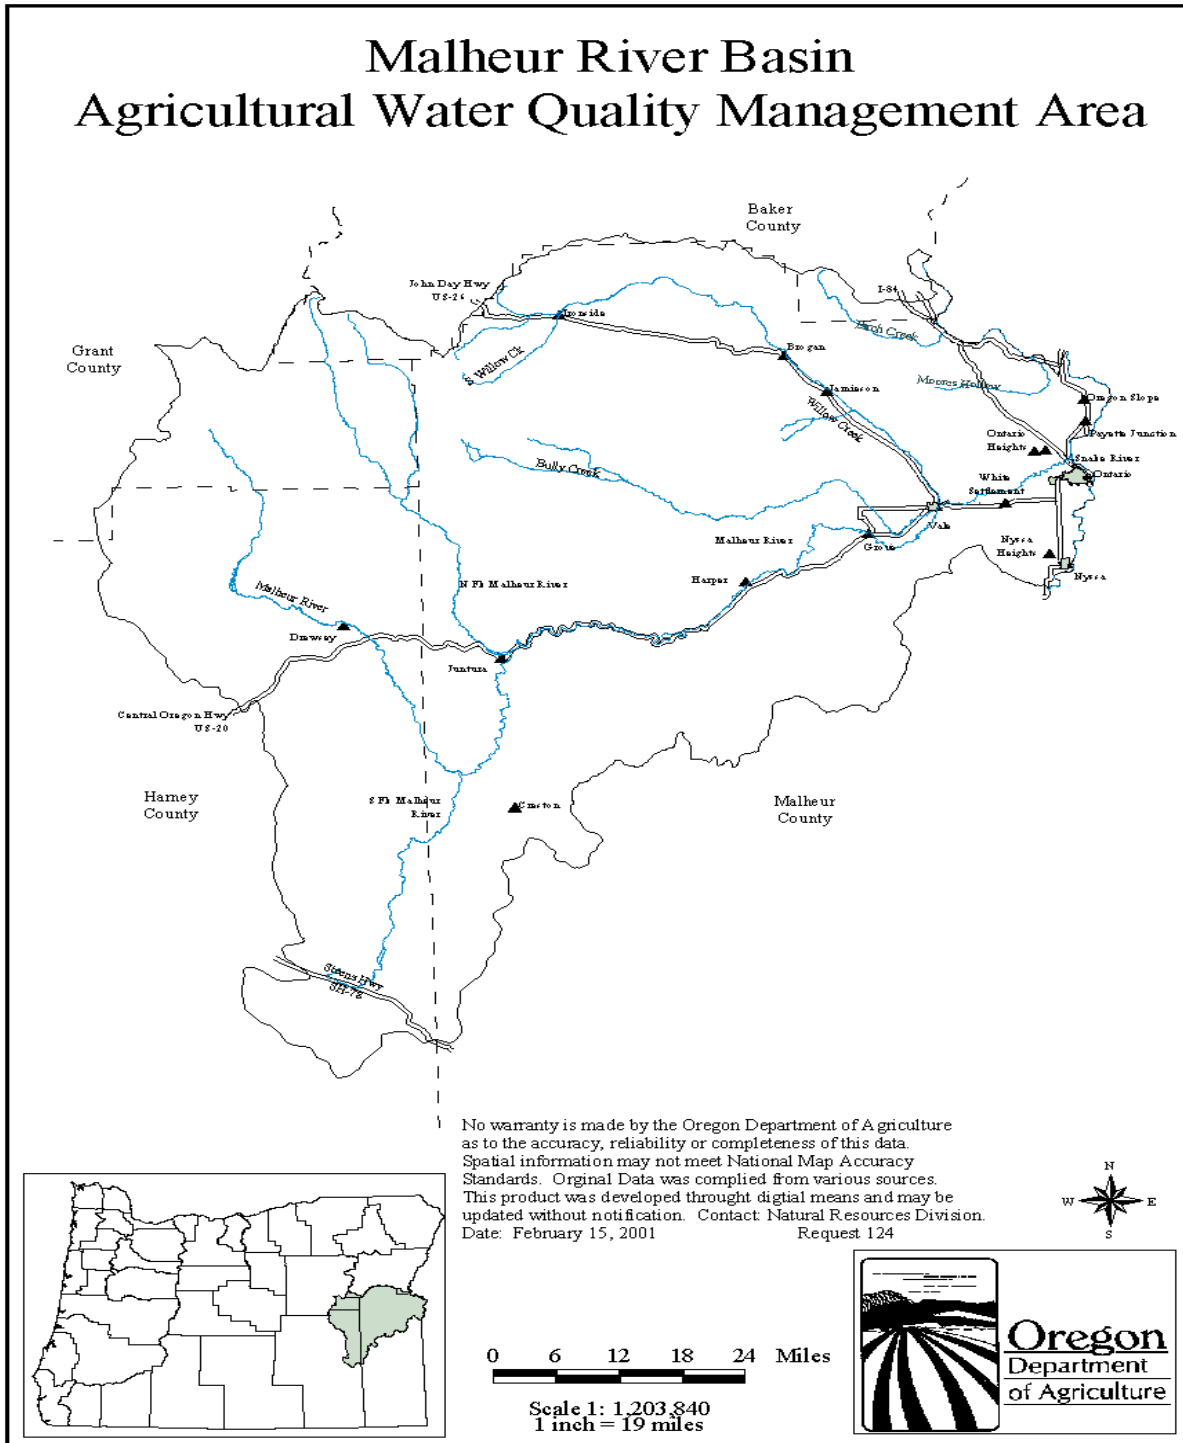 Malheur River Basin
Agricultural Water Quality Management Area
Baker
County
John Day Hwy
US-26
I-84
Ironside
Grant
County
S Willow Ck
Birch Creek
Brogan
Moores Hollow
Jamieson
Oregon Slope
Willow Creek
Payette Junction
Ontario
Heights
Snake River
Bully Creek
White
Settlement
Ontario
Vale
Malheur River
Grove
Nyssa
Heights
Harper
Nyssa
N Fk Malheur River
Malheur River
Drewsey
Juntura
Central Oregon Hwy
US-20
Harney
County
S Fk Malheur
River
Creston
Malheur
County
Steens Hwy
SH-78
No warranty is made by the Oregon Department of Agriculture
as to the accuracy, reliability or completeness of this data.
Spatial information may not meet National Map Accuracy
Standards. Orginal Data was complied from various sources.
This product was developed throught digtial means and may be
updated without notification. Contact: Natural Resources Division.
Date: February 15, 2001 Request 124
N
W E
S
0 6 12 18 24 Miles
Scale 1: 1,203,840
1 inch = 19 miles
Oregon
Department
of Agriculture